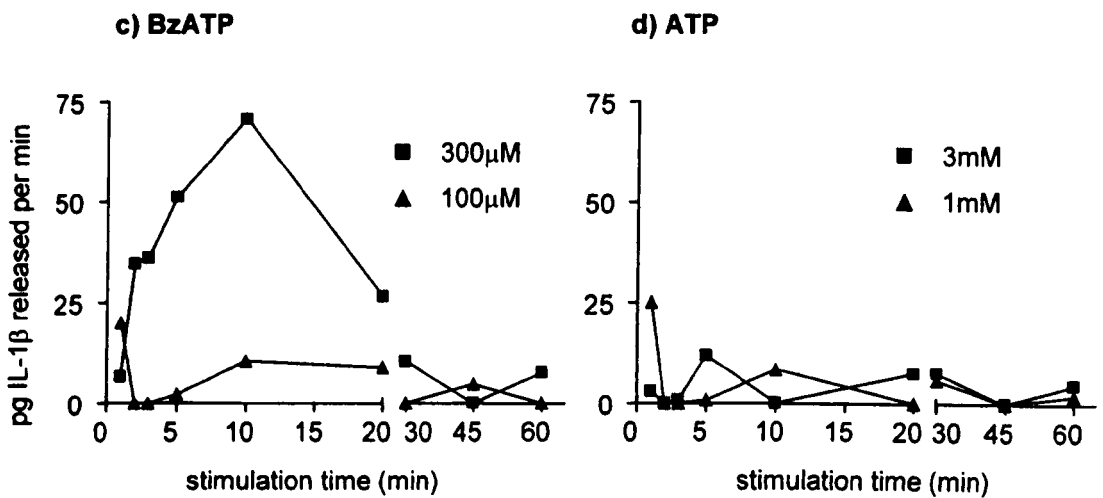 c) BzATP
d) ATP
pg IL-1β released per min
75
50
25
0
300μM
100μM
0 5 10 20 30 45 60
stimulation time (min)
75
50
25
0
3mM
1mM
0 5 10 15 20 30 45 60
stimulation time (min)